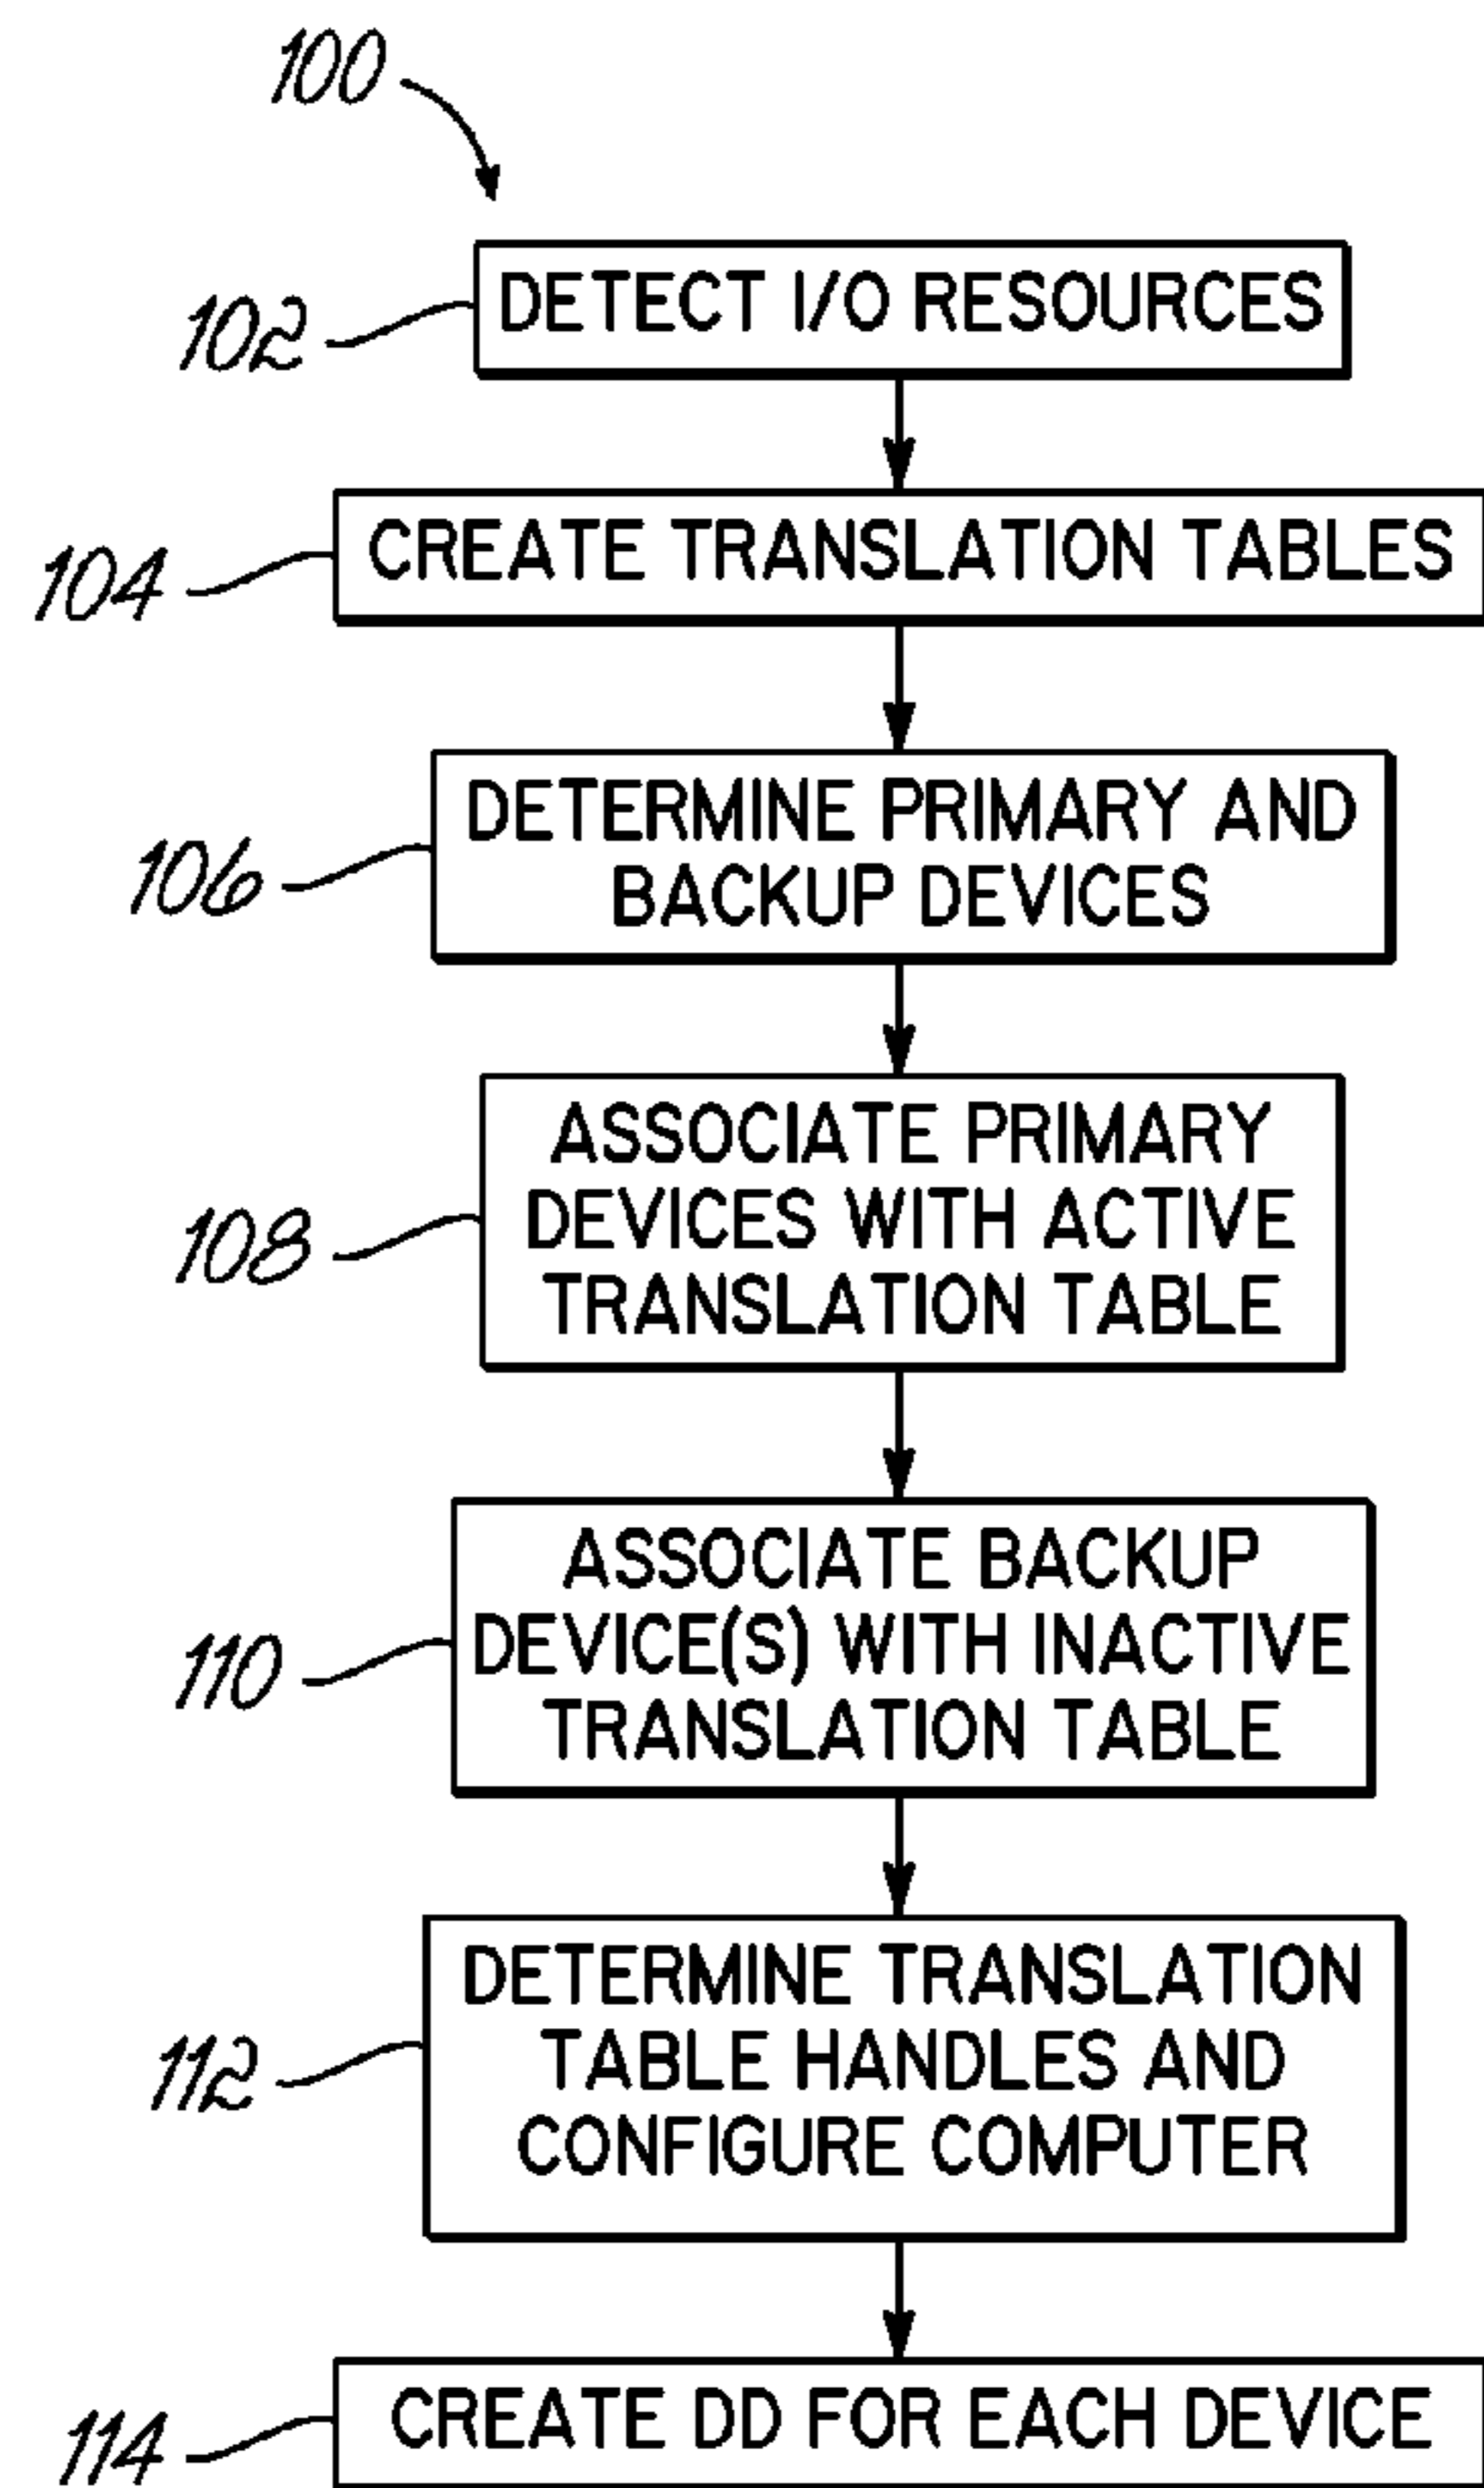 100
102
DETECT I/O RESOURCES
104
CREATE TRANSLATION TABLES
106
DETERMINE PRIMARY AND
BACKUP DEVICES
108
ASSOCIATE PRIMARY
DEVICES WITH ACTIVE
TRANSLATION TABLE
110
ASSOCIATE BACKUP
DEVICE(S) WITH INACTIVE
TRANSLATION TABLE
112
DETERMINE TRANSLATION
TABLE HANDLES AND
CONFIGURE COMPUTER
114
CREATE DD FOR EACH DEVICE